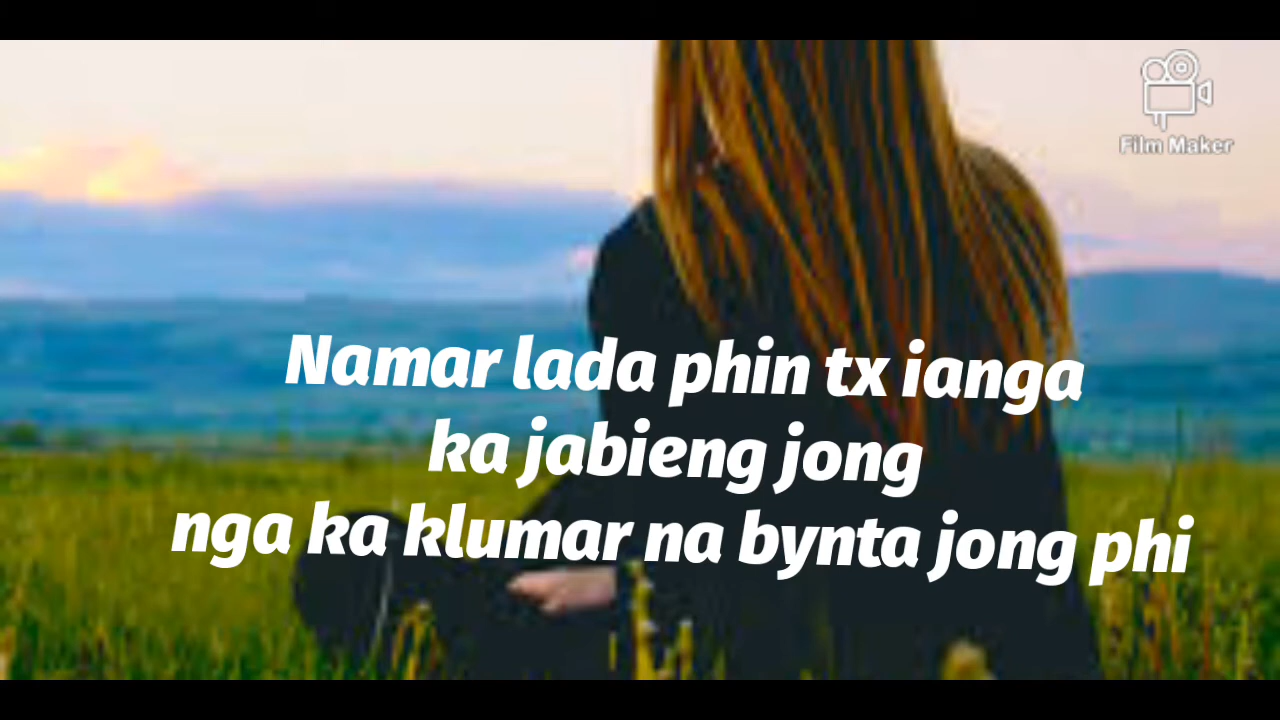 Film Maker
Namar lada phin tx ianga
ka jabieng jong
nga ka klumar na bynta jong phi